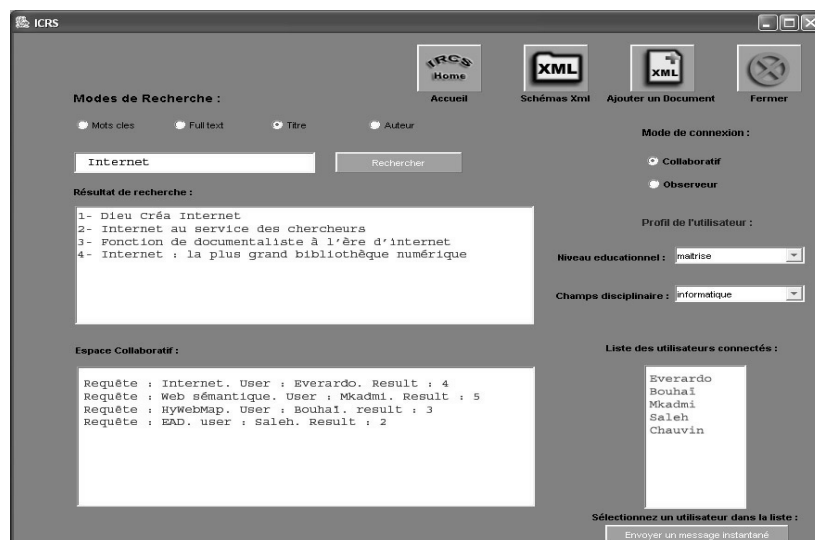 ICRS
IRCS
Home
XML
XML
Accueil
Schémas Xml
Ajouter un Document
Fermer
Modes de Recherche :
Mots cles
Full text
Titre
Auteur
Mode de connexion :
Internet
Rechercher
Collaboratif
Observeur
Résultat de recherche :
1- Dieu Créa Internet
2- Internet au service des chercheurs
3- Fonction de documentaliste à l'ère d'internet
4- Internet : la plus grand bibliothèque numérique
Profil de l'utilisateur :
Niveau educationnel : maitrise
Champs disciplinaire : informatique
Espace Collaboratif :
Requête : Internet. User : Everardo. Result : 4
Requête : Web sémantique. User : Mkadmi. Result : 5
Requête : HyWebMap. User : Bouhaï. result : 3
Requête : EAD. user : Saleh. Result : 2
Liste des utilisateurs connectés :
Everardo
Bouhaï
Mkadmi
Saleh
Chauvin
Sélectionnez un utilisateur dans la liste :
Envoyer un message instantané